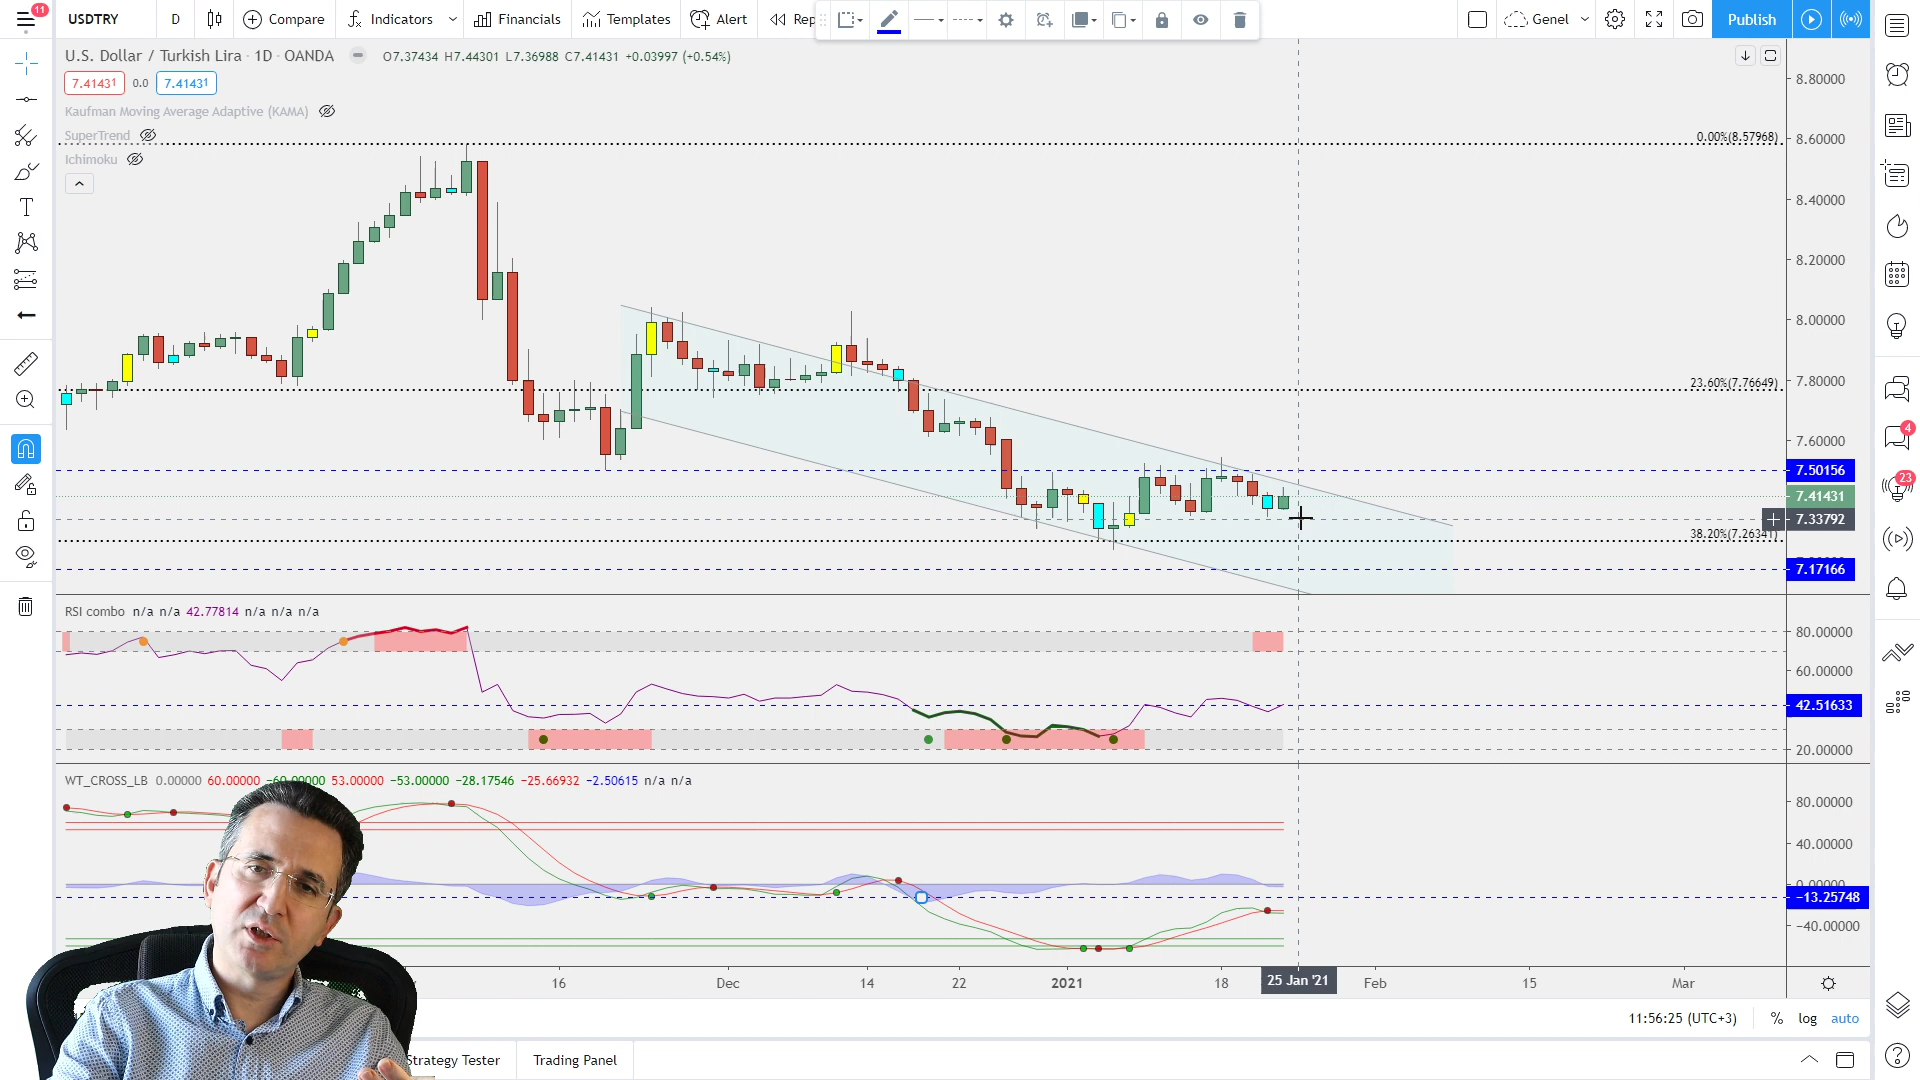 11
USDTRY D Compare Indicators Financials Templates Alert Rep Genel Publish
U.S. Dollar / Turkish Lira · 1D · OANDA O7.37434 H7.44301 L7.36988 C7.41431 +0.03997 (+0.54%)
7.41431 0.0 7.41431
Kaufman Moving Average Adaptive (KAMA)
SuperTrend
Ichimoku
8.80000
0.00%(8.57968) 8.60000
8.40000
8.20000
8.00000
23.60%(7.76649) 7.80000
7.60000
7.50156
7.41431
7.33792
38.20%(7.26341)
7.17166
4
23
RSI combo n/a n/a 42.77814 n/a n/a n/a
80.00000
60.00000
42.51633
20.00000
WT_CROSS_LB 0.00000 60.00000 −60.00000 53.00000 −53.00000 −28.17546 −25.66932 −2.50615 n/a n/a
80.00000
40.00000
0.00000
−13.25748
−40.00000
16 Dec 14 22 2021 18 25 Jan '21 Feb 15 Mar
11:56:25 (UTC+3) % log auto
Strategy Tester Trading Panel